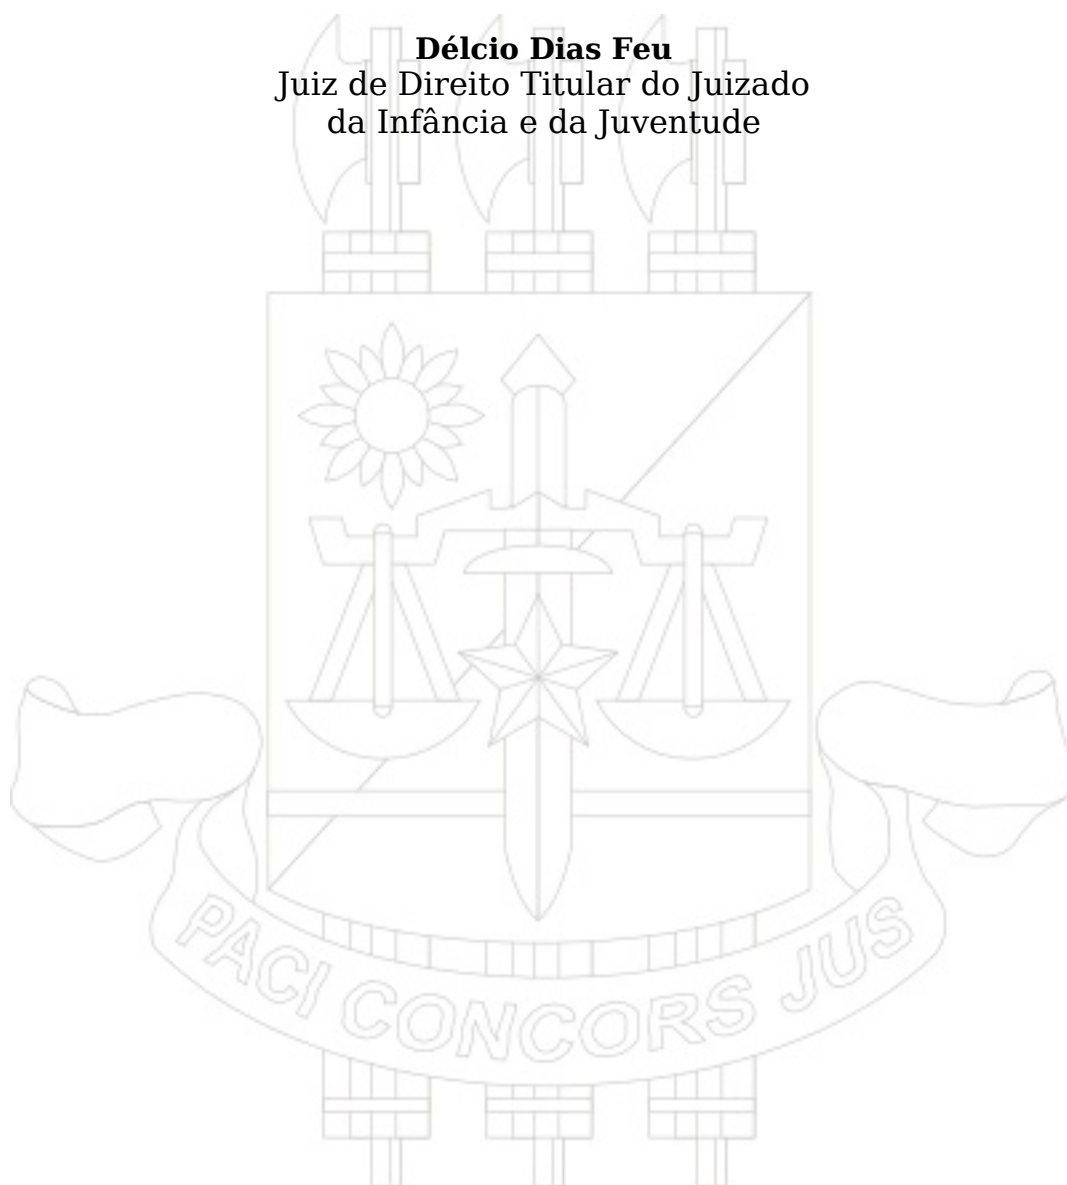 Délcio Dias Feu
Juiz de Direito Titular do Juizado
da Infância e da Juventude
PACI CONCORS JUS